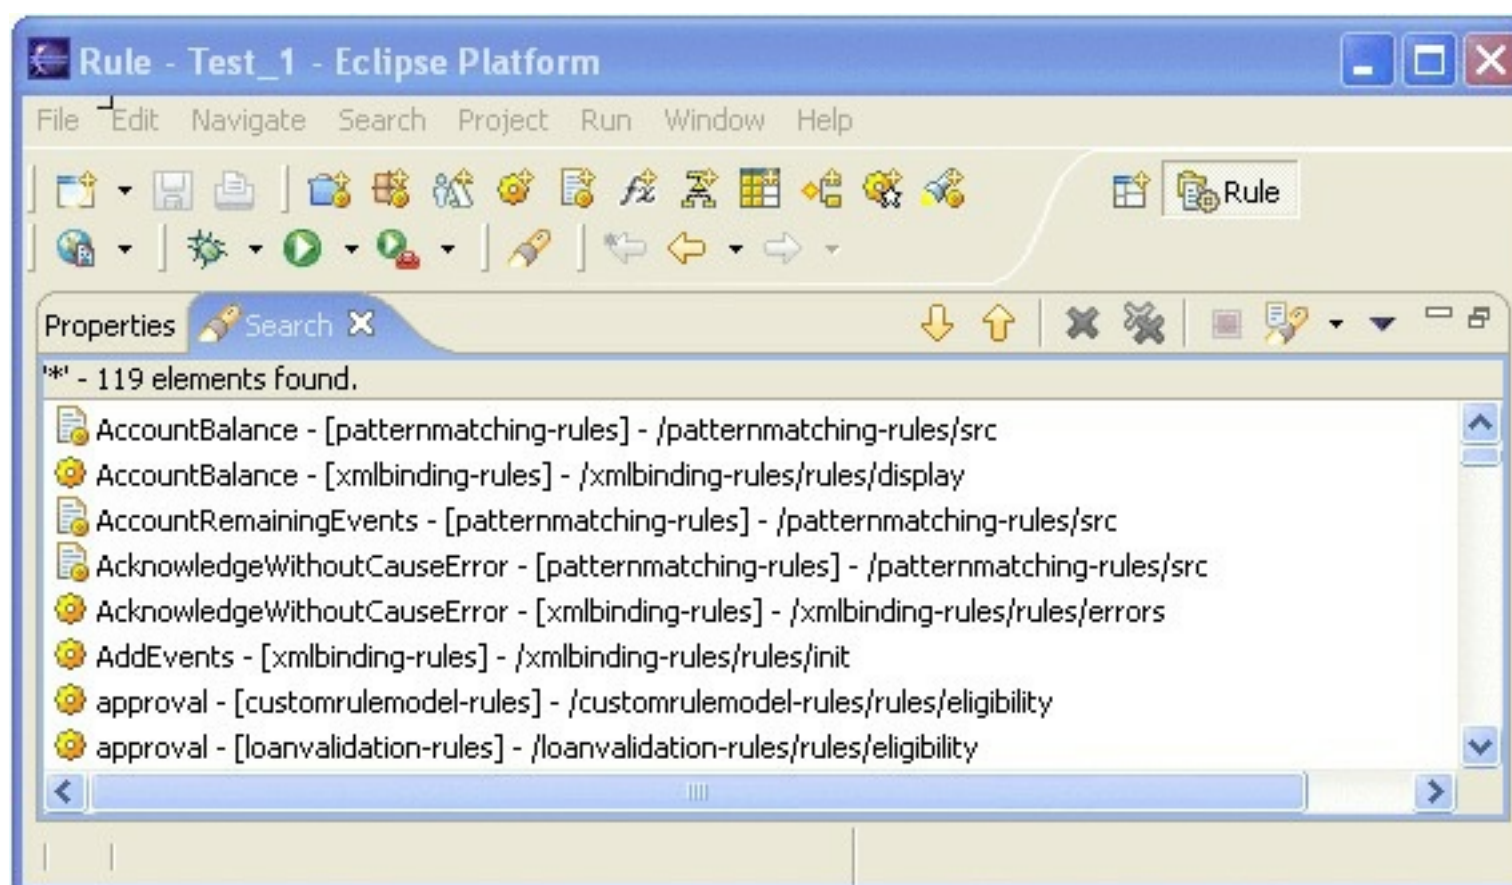 Rule - Test_1 - Eclipse Platform
File Edit Navigate Search Project Run Window Help
Rule
Properties Search
'*' - 119 elements found.
AccountBalance - [patternmatching-rules] - /patternmatching-rules/src
AccountBalance - [xmlbinding-rules] - /xmlbinding-rules/rules/display
AccountRemainingEvents - [patternmatching-rules] - /patternmatching-rules/src
AcknowledgeWithoutCauseError - [patternmatching-rules] - /patternmatching-rules/src
AcknowledgeWithoutCauseError - [xmlbinding-rules] - /xmlbinding-rules/rules/errors
AddEvents - [xmlbinding-rules] - /xmlbinding-rules/rules/init
approval - [customrulemodel-rules] - /customrulemodel-rules/rules/eligibility
approval - [loanvalidation-rules] - /loanvalidation-rules/rules/eligibility